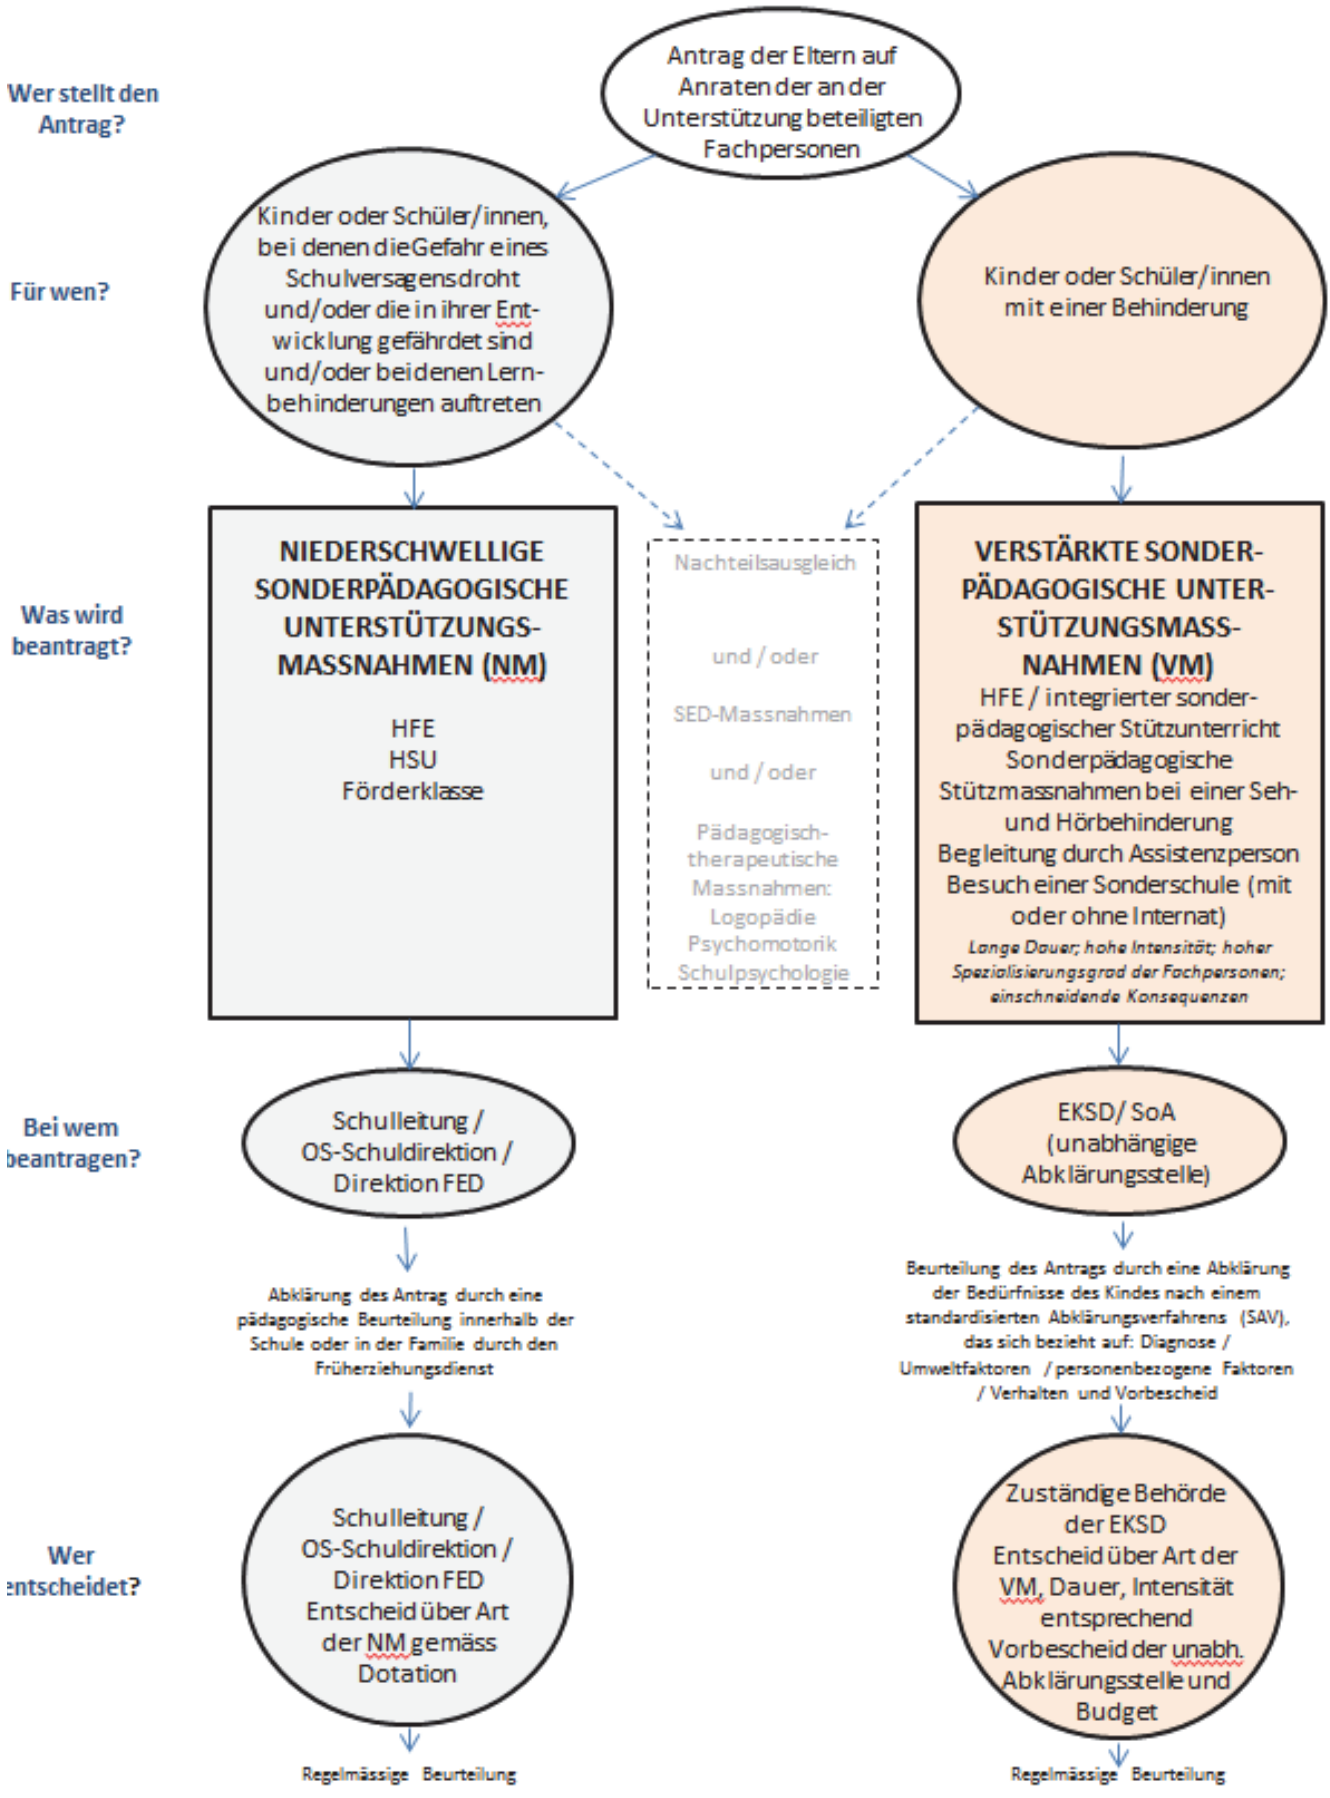 Antrag der Eltern auf
Anraten der an der
Unterstützung beteiligten
Fachpersonen
Wer stellt den
Antrag?
Kinder oder Schüler/innen,
bei denen die Gefahr eines
Schulversagens droht
und/oder die in ihrer Ent-
wicklung gefährdet sind
und/oder bei denen Lern-
behinderungen auftreten
Für wen?
Kinder oder Schüler/innen
mit einer Behinderung
NIEDERSCHWELLIGE
SONDERPÄDAGOGISCHE
UNTERSTÜTZUNGS-
MASSNAHMEN (NM)
HFE
HSU
Förderklasse
Was wird
beantragt?
Nachteilsausgleich
und / oder
SED-Massnahmen
und / oder
Pädagogisch-
therapeutische
Massnahmen:
Logopädie
Psychomotorik
Schulpsychologie
VERSTÄRKTE SONDER-
PÄDAGOGISCHE UNTER-
STÜTZUNGSMASS-
NAHMEN (VM)
HFE / integrierter sonder-
pädagogischer Stützunterricht
Sonderpädagogische
Stützmassnahmen bei einer Seh-
und Hörbehinderung
Begleitung durch Assistenzperson
Besuch einer Sonderschule (mit
oder ohne Internat)
Lange Dauer; hohe Intensität; hoher
Spezialisierungsgrad der Fachpersonen;
einschneidende Konsequenzen
Bei wem
beantragen?
Schulleitung /
OS-Schuldirektion /
Direktion FED
EKSD/ SoA
(unabhängige
Abklärungsstelle)
Abklärung des Antrag durch eine
pädagogische Beurteilung innerhalb der
Schule oder in der Familie durch den
Früherziehungsdienst
Beurteilung des Antrags durch eine Abklärung
der Bedürfnisse des Kindes nach einem
standardisierten Abklärungsverfahrens (SAV),
das sich bezieht auf: Diagnose /
Umweltfaktoren / personenbezogene Faktoren
/ Verhalten und Vorbescheid
Wer
entscheidet?
Schulleitung /
OS-Schuldirektion /
Direktion FED
Entscheid über Art
der NM gemäss
Dotation
Zuständige Behörde
der EKSD
Entscheid über Art der
VM, Dauer, Intensität
entsprechend
Vorbescheid der unabh.
Abklärungsstelle und
Budget
Regelmässige Beurteilung
Regelmässige Beurteilung